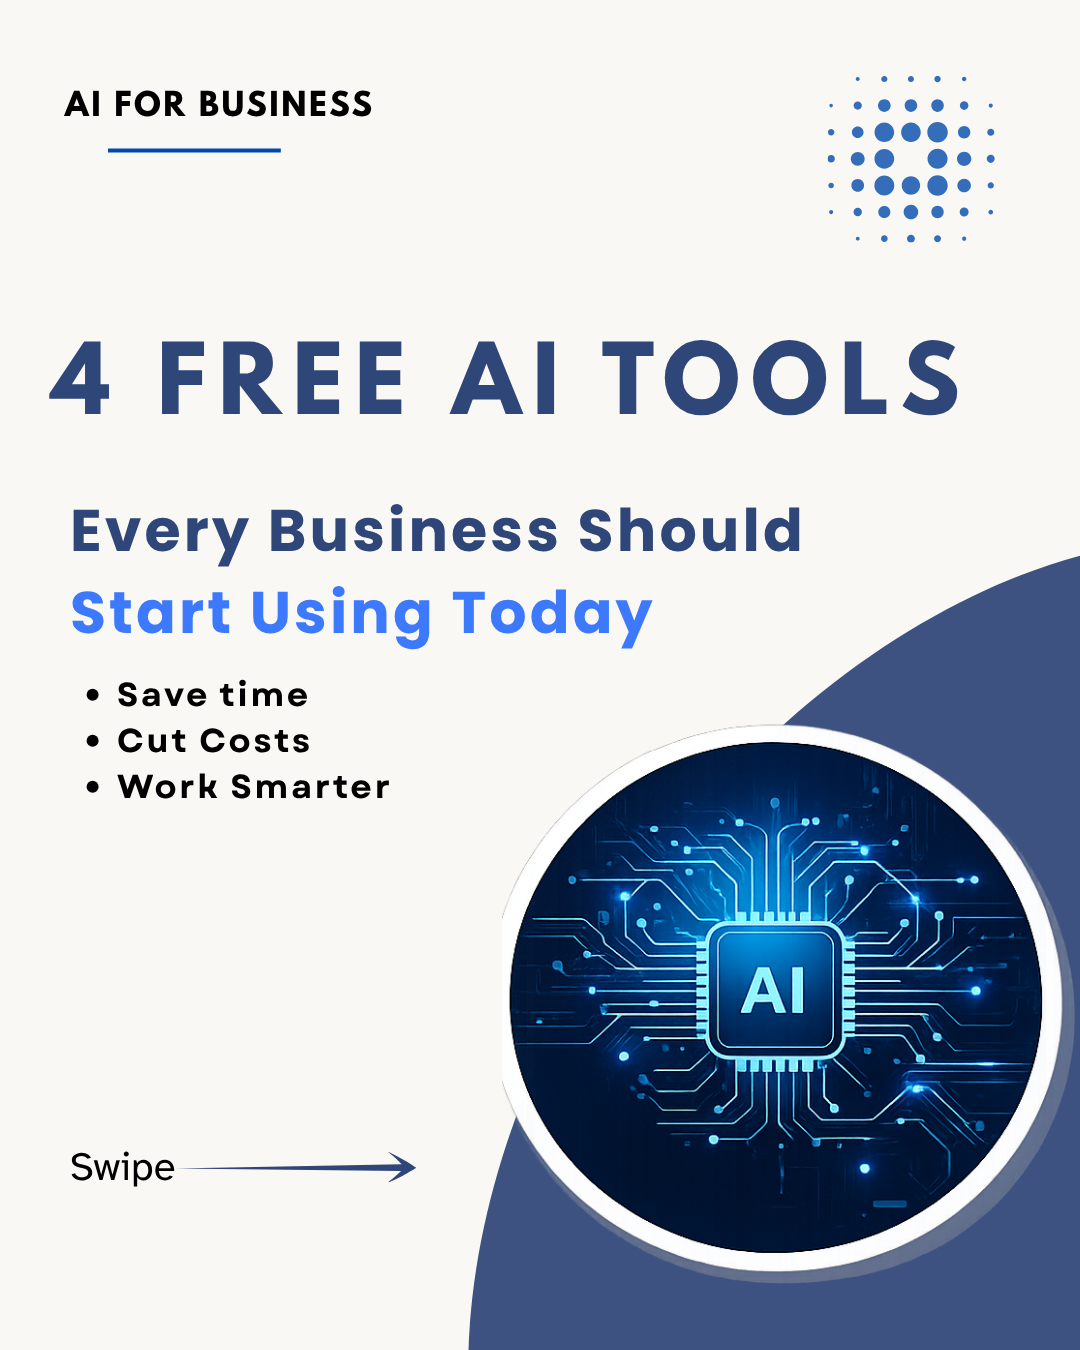 AI FOR BUSINESS
4 FREE AI TOOLS
Every Business Should
Start Using Today
• Save time
• Cut Costs
• Work Smarter
AI
Swipe